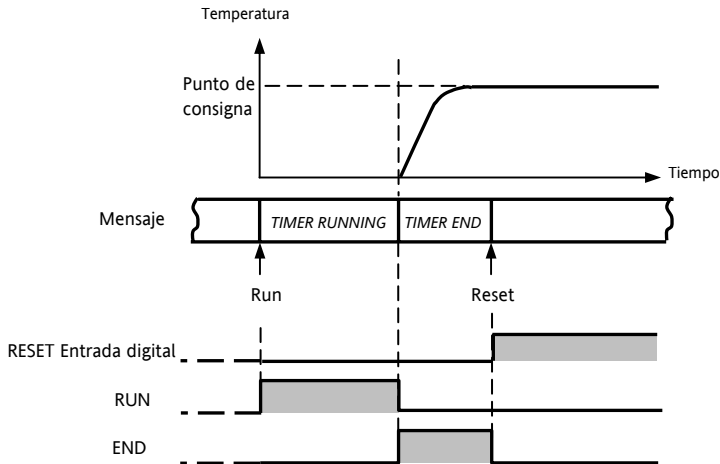 Temperatura
Punto de
consigna
Tiempo
Mensaje
TIMER RUNNING
TIMER END
Run
Reset
RESET Entrada digital
RUN
END